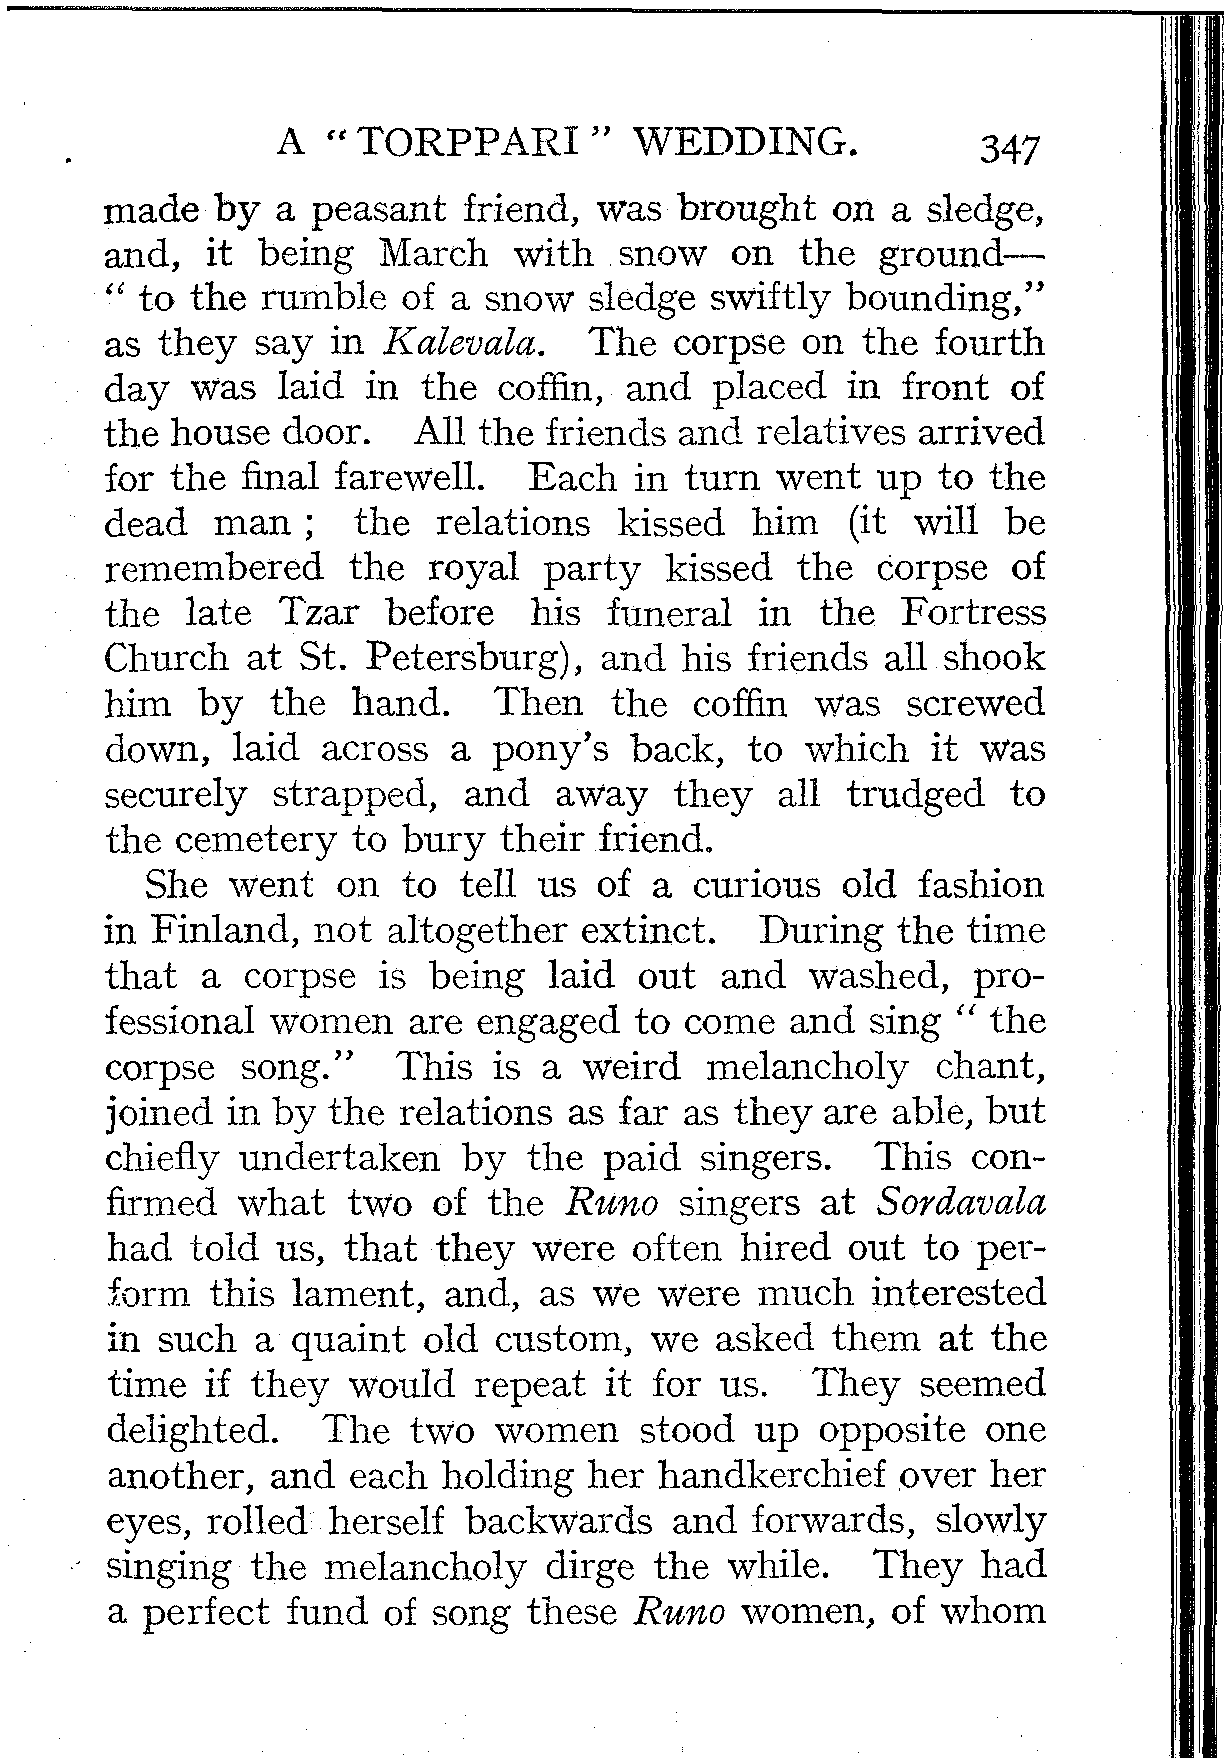 A “ TORPPARI ” WEDDING. 347
made by a peasant friend, was brought on a sledge,
and, it being March with snow on the ground—
“ to the rumble of a snow sledge swiftly bounding,”
as they say in Kalevala. The corpse on the fourth
day was laid in the coffin, and placed in front of
the house door. All the friends and relatives arrived
for the final farewell. Each in turn went up to the
dead man ; the relations kissed him (it will be
remembered the royal party kissed the corpse of
the late Tzar before his funeral in the Fortress
Church at St. Petersburg), and his friends all shook
him by the hand. Then the coffin was screwed
down, laid across a pony’s back, to which it was
securely strapped, and away they all trudged to
the cemetery to bury their friend.
She went on to tell us of a curious old fashion
in Finland, not altogether extinct. During the time
that a corpse is being laid out and washed, pro-
fessional women are engaged to come and sing “ the
corpse song.” This is a weird melancholy chant,
joined in by the relations as far as they are able, but
chiefly undertaken by the paid singers. This con-
firmed what two of the Runo singers at Sordavala
had told us, that they were often hired out to per-
form this lament, and, as we were much interested
in such a quaint old custom, we asked them at the
time if they would repeat it for us. They seemed
delighted. The two women stood up opposite one
another, and each holding her handkerchief over her
eyes, rolled herself backwards and forwards, slowly
singing the melancholy dirge the while. They had
a perfect fund of song these Runo women, of whom